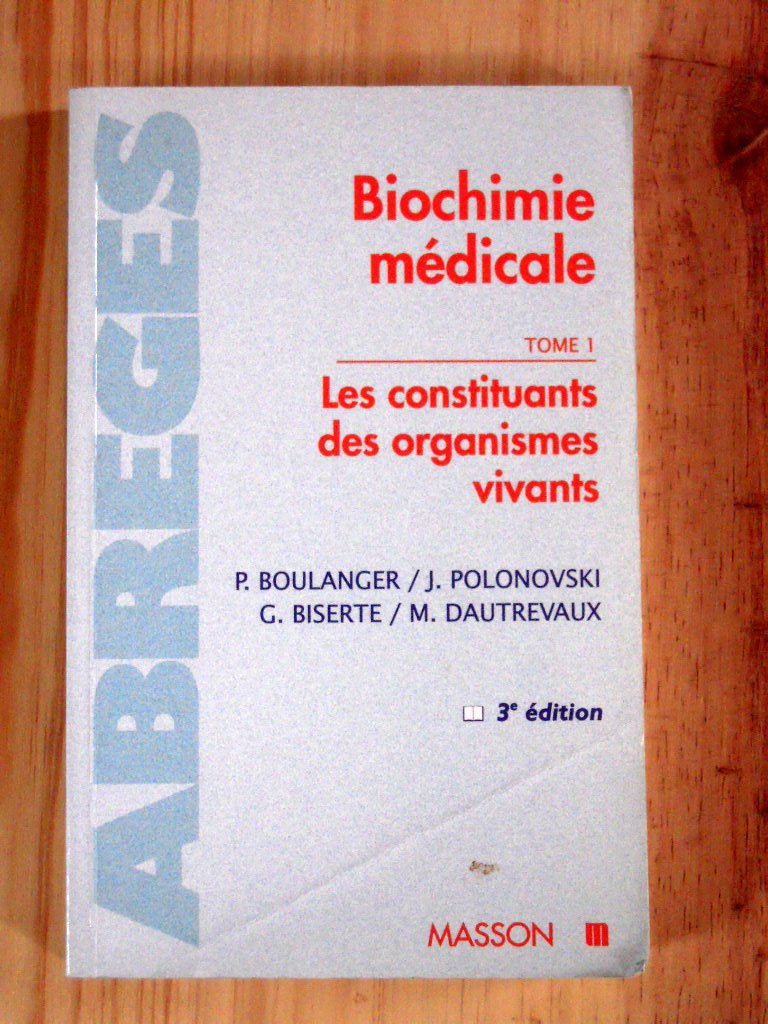 ABREGES
Biochimie
médicale
TOME 1
Les constituants
des organismes
vivants
P. BOULANGER / J. POLONOVSKI
G. BISERTE / M. DAUTREVAUX
3e édition
MASSON m